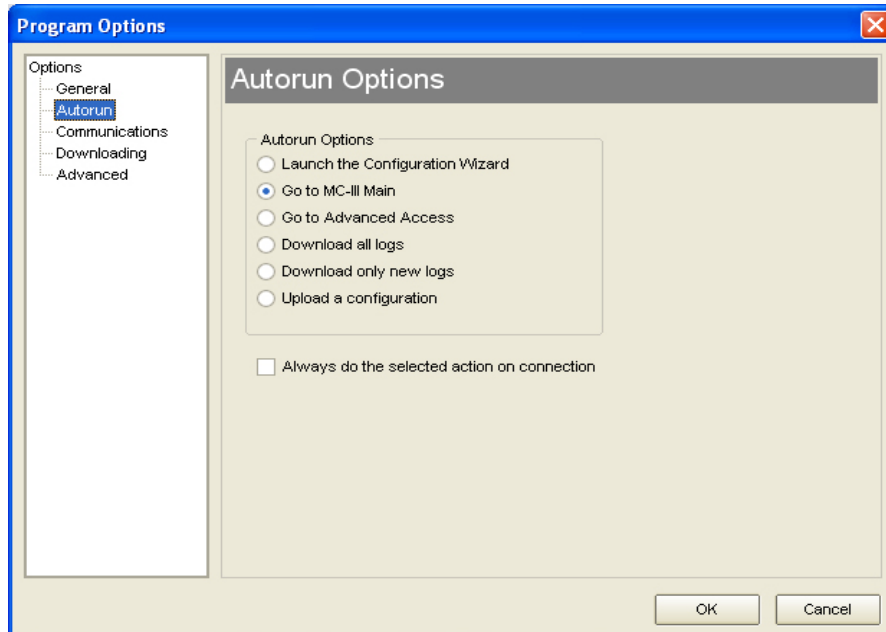 Program Options
Options
General
Autorun
Communications
Downloading
Advanced
Autorun Options
Autorun Options
Launch the Configuration Wizard
Go to MC-III Main
Go to Advanced Access
Download all logs
Download only new logs
Upload a configuration
Always do the selected action on connection
OK
Cancel